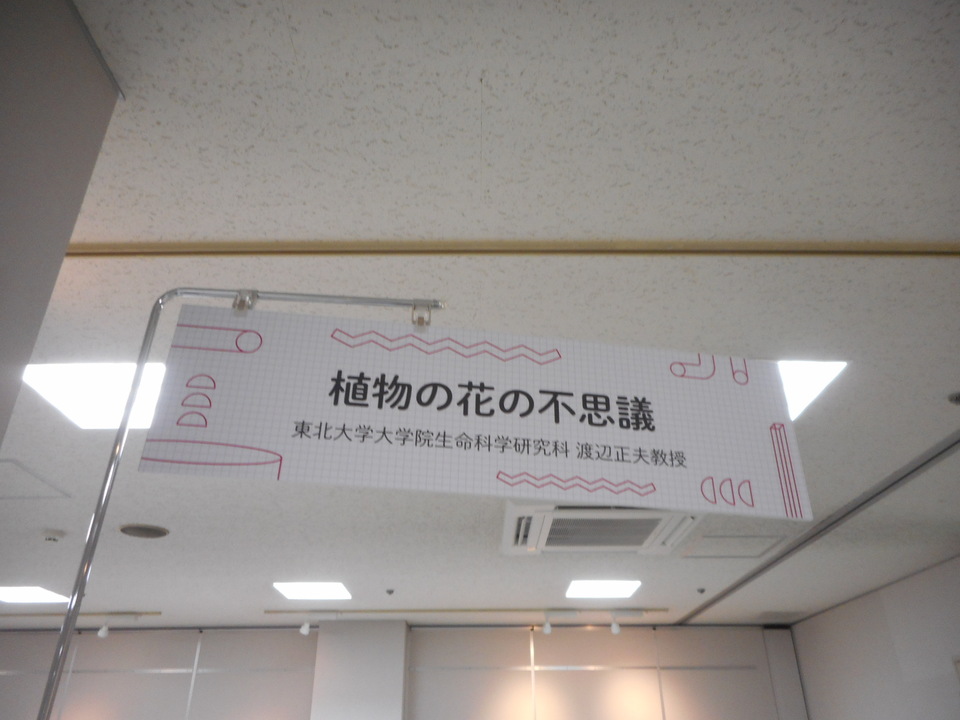 植物の花の不思議
東北大学大学院生命科学研究科 渡辺正夫教授